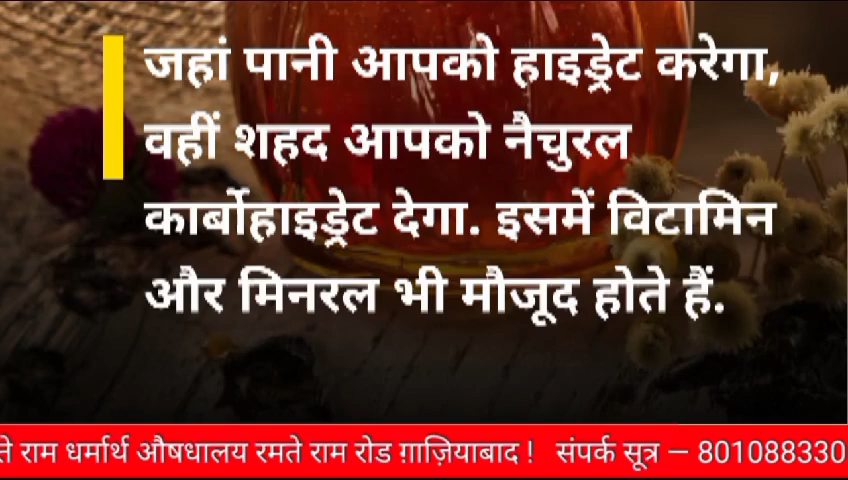 जहां पानी आपको हाइड्रेट करेगा,
वहीं शहद आपको नैचुरल
कार्बोहाइड्रेट देगा. इसमें विटामिन
और मिनरल भी मौजूद होते हैं.
ते राम धर्मार्थ औषधालय रमते राम रोड ग़ाज़ियाबाद ! संपर्क सूत्र – 801088330